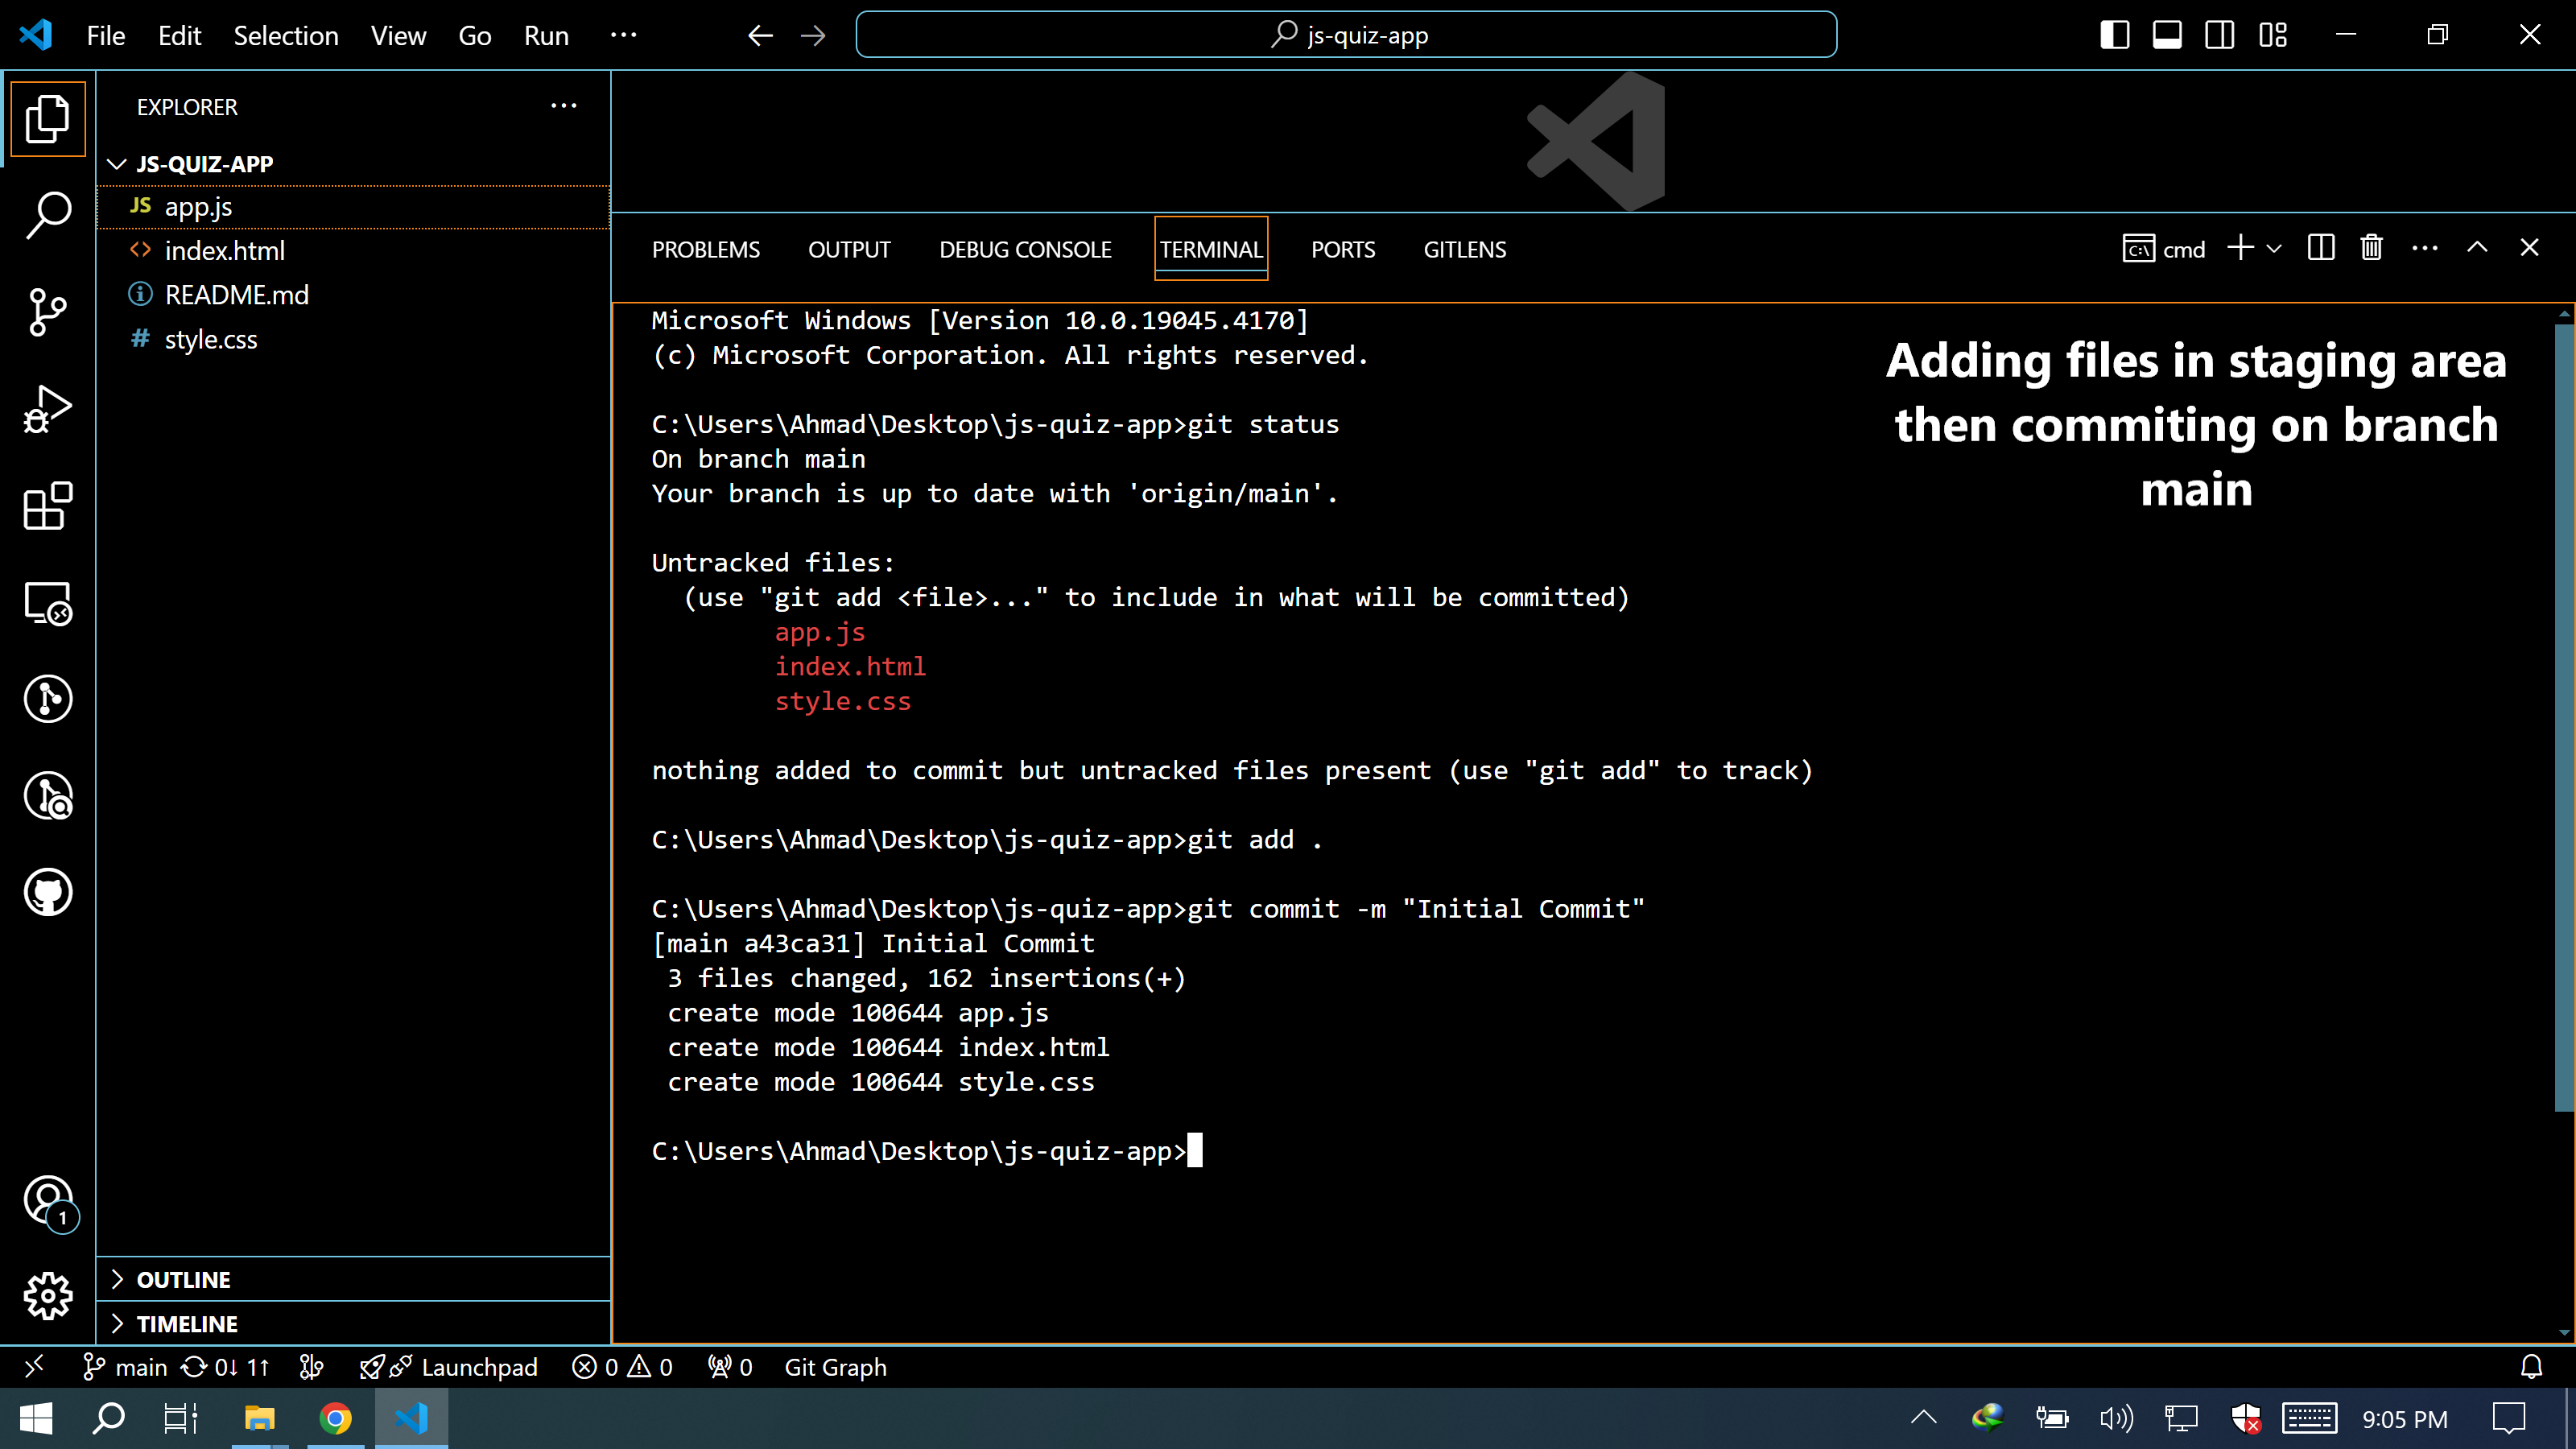 File Edit Selection View Go Run ...
js-quiz-app
EXPLORER
JS-QUIZ-APP
JS app.js
<> index.html
README.md
# style.css
OUTLINE
TIMELINE
PROBLEMS OUTPUT DEBUG CONSOLE TERMINAL PORTS GITLENS
cmd
Microsoft Windows [Version 10.0.19045.4170]
(c) Microsoft Corporation. All rights reserved.
C:\Users\Ahmad\Desktop\js-quiz-app>git status
On branch main
Your branch is up to date with 'origin/main'.
Untracked files:
(use "git add <file>..." to include in what will be committed)
app.js
index.html
style.css
nothing added to commit but untracked files present (use "git add" to track)
C:\Users\Ahmad\Desktop\js-quiz-app>git add .
C:\Users\Ahmad\Desktop\js-quiz-app>git commit -m "Initial Commit"
[main a43ca31] Initial Commit
3 files changed, 162 insertions(+)
create mode 100644 app.js
create mode 100644 index.html
create mode 100644 style.css
C:\Users\Ahmad\Desktop\js-quiz-app>
Adding files in staging area
then commiting on branch
main
1
main 0↓ 1↑ Launchpad 0 0 0 Git Graph
9:05 PM